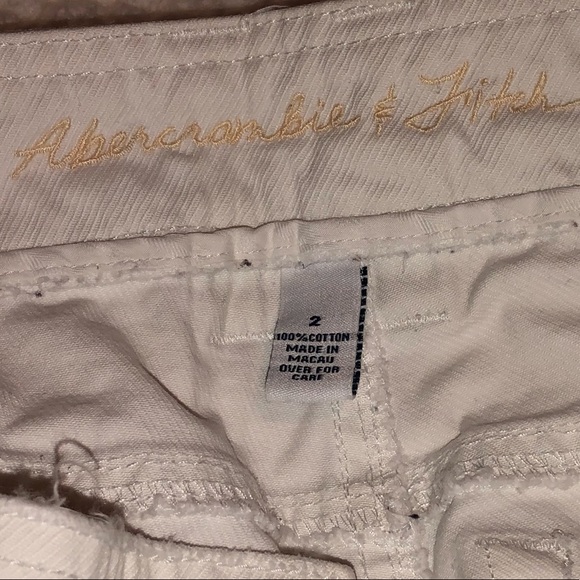 Abercrombie & Fitch
2
100% COTTON
MADE IN
MACAU
OVER FOR
CARE